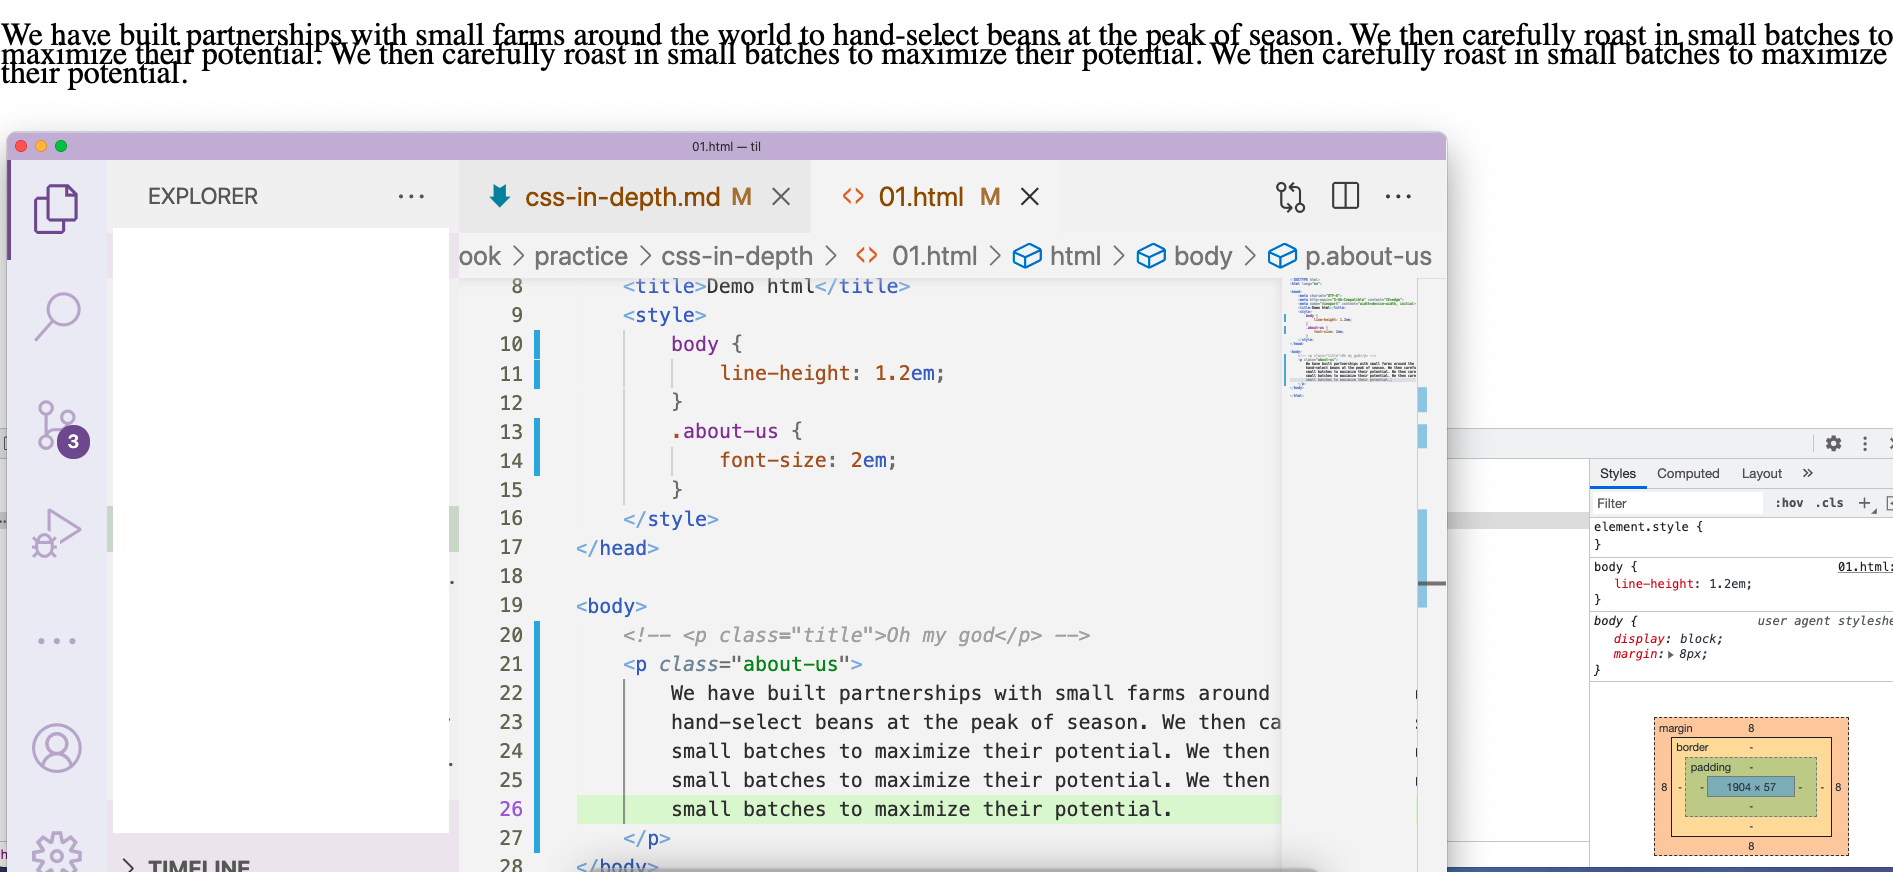 We have built partnerships with small farms around the world to hand-select beans at the peak of season. We then carefully roast in small batches to
maximize their potential. We then carefully roast in small batches to maximize their potential. We then carefully roast in small batches to maximize
their potential.
01.html — til
EXPLORER
css-in-depth.md M
01.html M
ook > practice > css-in-depth > 01.html > html > body > p.about-us
8 <title>Demo html</title>
9 <style>
10 body {
11 line-height: 1.2em;
12 }
13 .about-us {
14 font-size: 2em;
15 }
16 </style>
17 </head>
18
19 <body>
20 <!-- <p class="title">Oh my god</p> -->
21 <p class="about-us">
22 We have built partnerships with small farms around
23 hand-select beans at the peak of season. We then ca
24 small batches to maximize their potential. We then
25 small batches to maximize their potential. We then
26 small batches to maximize their potential.
27 </p>
28 </body>
3
TIMELINE
Styles Computed Layout »
Filter :hov .cls +
element.style {
}
body { 01.html:
line-height: 1.2em;
}
body { user agent styleshe
display: block;
margin: 8px;
}
margin 8
border -
padding -
8 - - 1904 × 57 - - 8
-
-
8